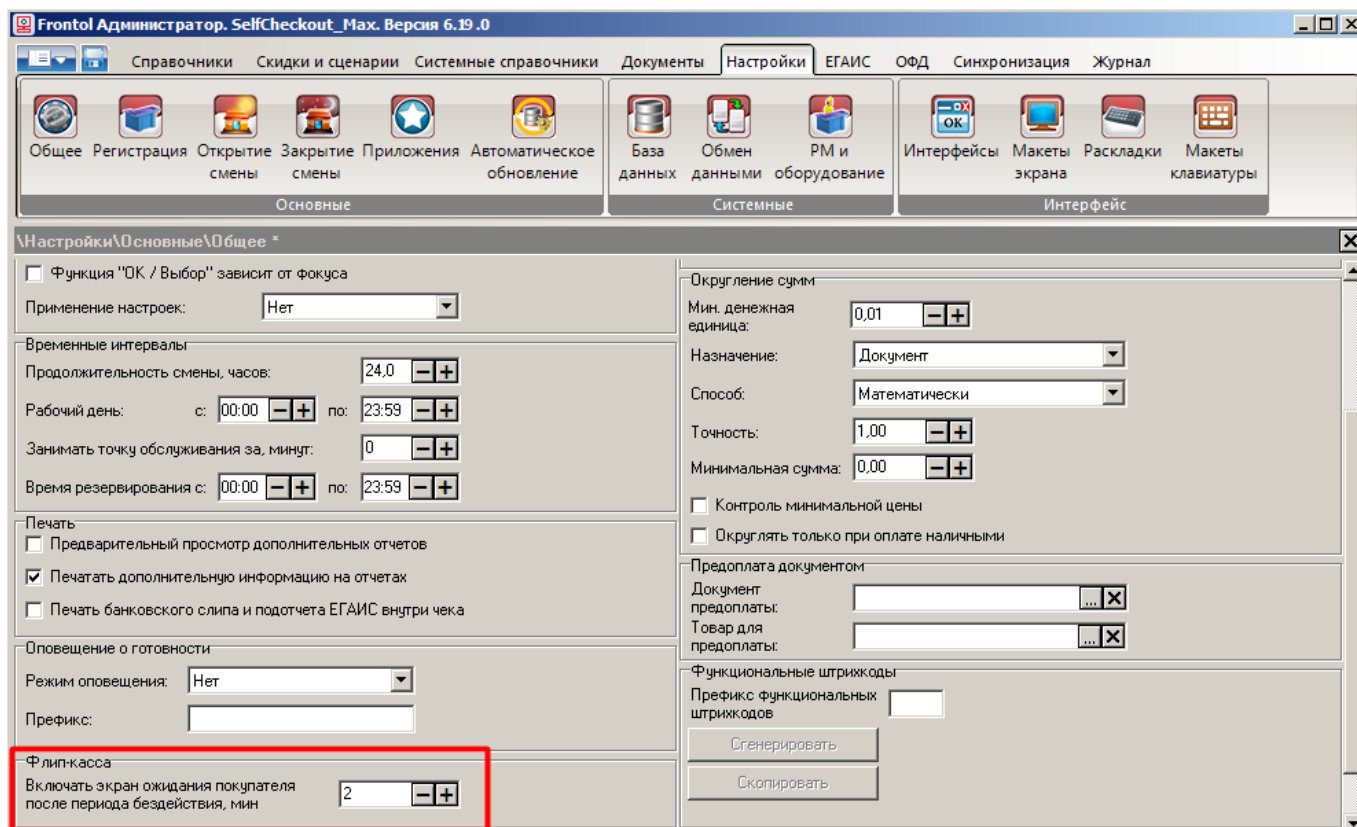 Frontol Администратор. SelfCheckout_Max. Версия 6.19 .0
Справочники Скидки и сценарии Системные справочники Документы Настройки ЕГАИС ОФД Синхронизация Журнал
Общее Регистрация Открытие смены Закрытие смены Приложения Автоматическое обновление
Основные
База данных Обмен данными РМ и оборудование
Системные
OK
Интерфейсы Макеты экрана Раскладки Макеты клавиатуры
Интерфейс
\Настройки\Основные\Общее *
Функция "ОК / Выбор" зависит от фокуса
Применение настроек: Нет
Временные интервалы
Продолжительность смены, часов: 24,0
Рабочий день: с: 00:00 по: 23:59
Занимать точку обслуживания за, минут: 0
Время резервирования с: 00:00 по: 23:59
Печать
Предварительный просмотр дополнительных отчетов
Печатать дополнительную информацию на отчетах
Печать банковского слипа и подотчета ЕГАИС внутри чека
Оповещение о готовности
Режим оповещения: Нет
Префикс:
Флип-касса
Включать экран ожидания покупателя
после периода бездействия, мин 2
Округление сумм
Мин. денежная
единица: 0,01
Назначение: Документ
Способ: Математически
Точность: 1,00
Минимальная сумма: 0,00
Контроль минимальной цены
Округлять только при оплате наличными
Предоплата документом
Документ
предоплаты: ...
Товар для
предоплаты: ...
Функциональные штрихкоды
Префикс функциональных
штрихкодов
Сгенерировать
Скопировать